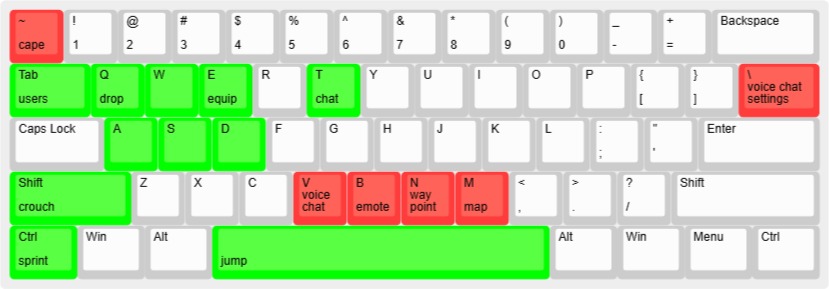 ~ ! @ # $ % ^ & * ( ) _ + Backspace
cape 1 2 3 4 5 6 7 8 9 0 - =
Tab Q W E R T Y U I O P { } \
users drop equip chat [ ] voice chat
settings
Caps Lock A S D F G H J K L : " Enter
; '
Shift Z X C V B N M < > ? Shift
voice way
crouch chat emote point map , . /
Ctrl Win Alt Alt Win Menu Ctrl
sprint jump